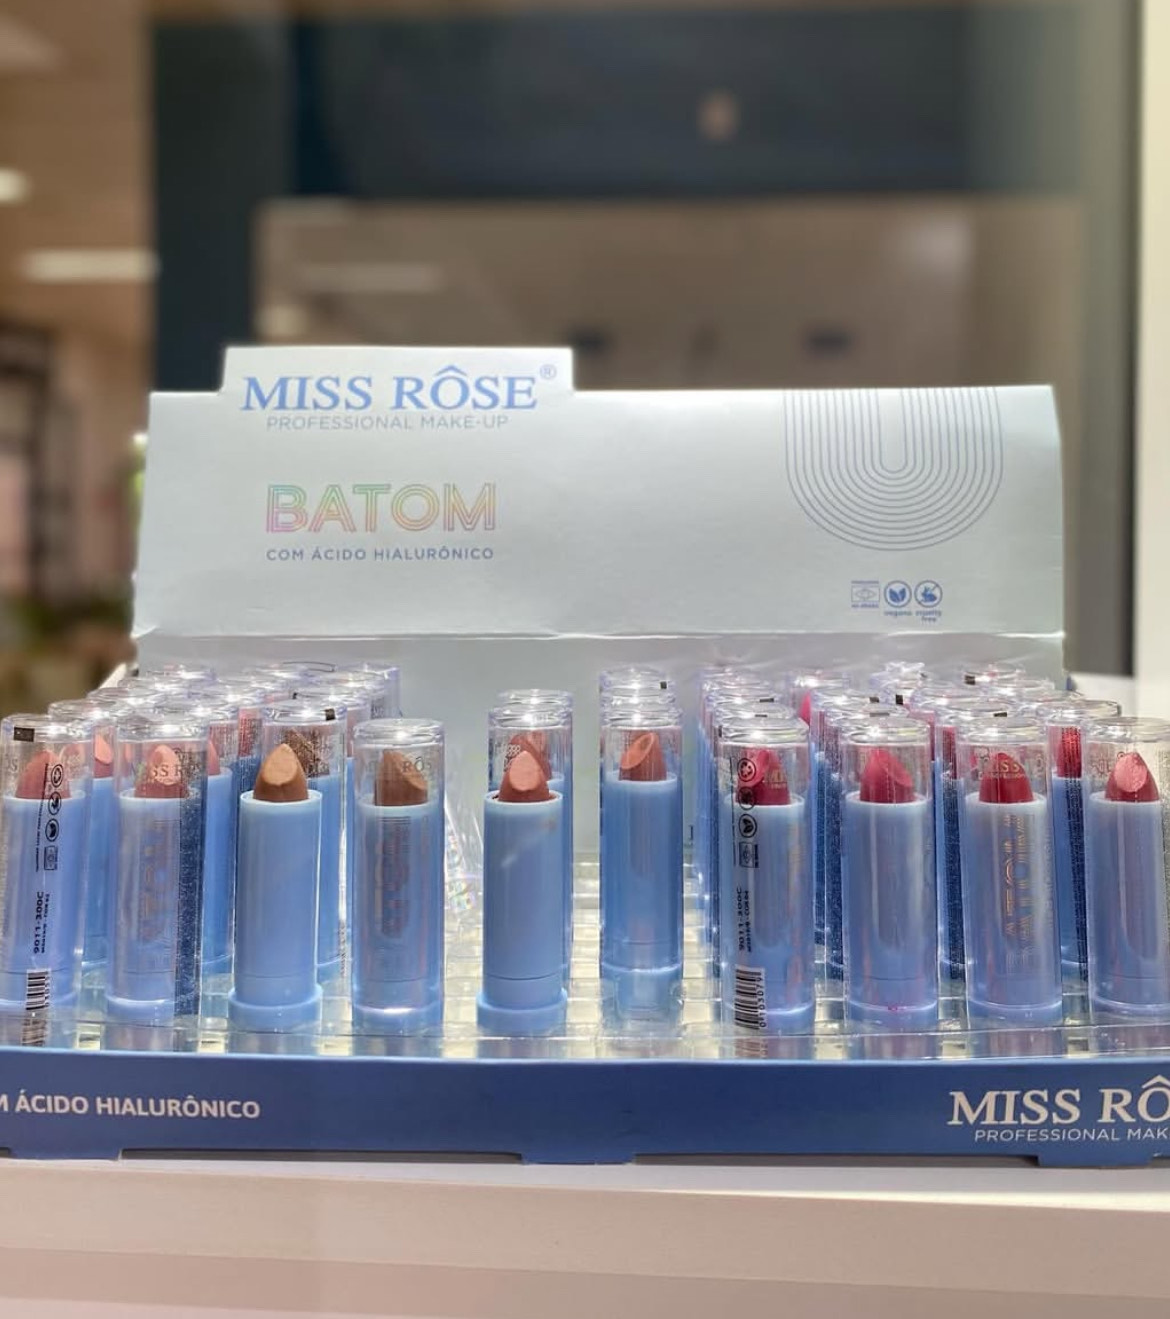 MISS RÔSE®
PROFESSIONAL MAKE-UP
BATOM
COM ÁCIDO HIALURÔNICO
vegano cruelty
free
9011-300C
9011-300C
M ÁCIDO HIALURÔNICO
MISS RÔ
PROFESSIONAL MAK